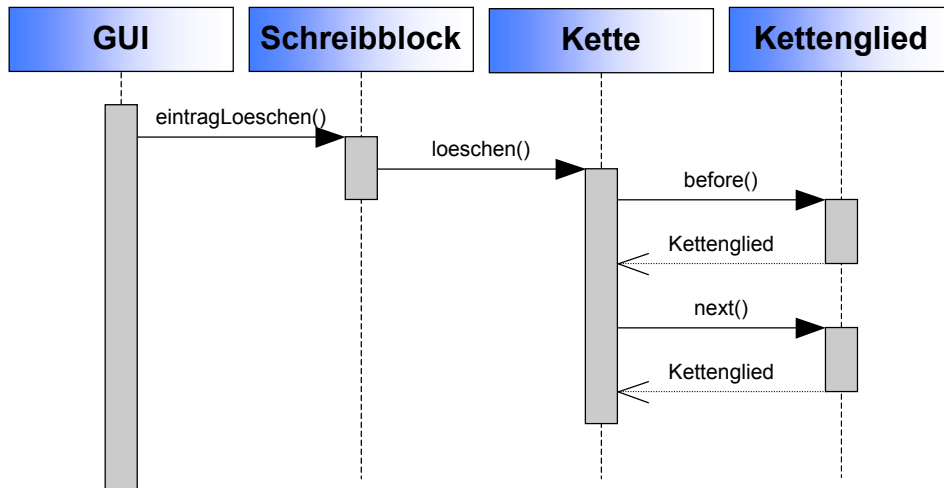 GUI
Schreibblock
Kette
Kettenglied
eintragLoeschen()
loeschen()
before()
Kettenglied
next()
Kettenglied